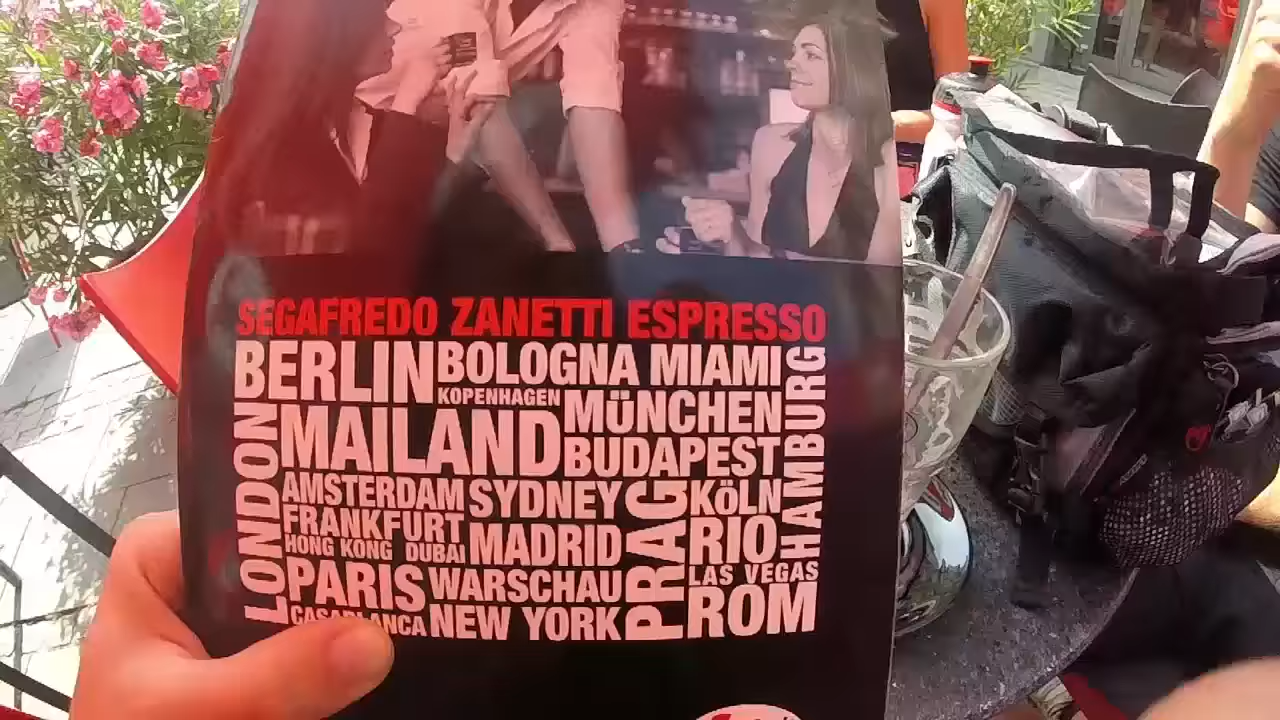 SEGAFREDO ZANETTI ESPRESSO
BERLIN BOLOGNA MIAMI
KOPENHAGEN MÜNCHEN
HAMBURG
LONDON
MAILAND BUDAPEST
AMSTERDAM SYDNEY
PRAG
KÖLN
FRANKFURT
HONG KONG DUBAI MADRID
RIO
PARIS WARSCHAU
LAS VEGAS
CASABLANCA NEW YORK
ROM